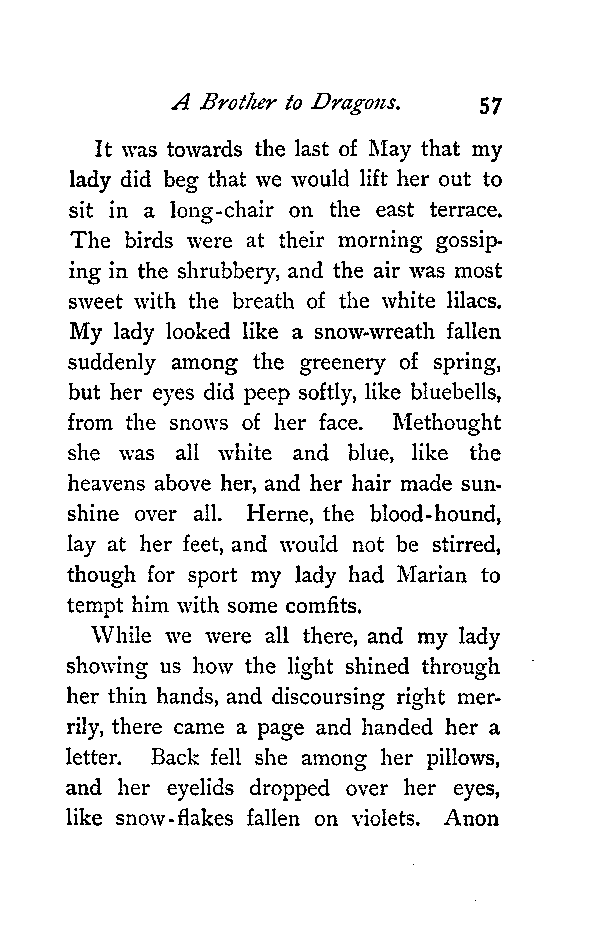 A Brother to Dragons. 57
It was towards the last of May that my
lady did beg that we would lift her out to
sit in a long-chair on the east terrace.
The birds were at their morning gossip-
ing in the shrubbery, and the air was most
sweet with the breath of the white lilacs.
My lady looked like a snow-wreath fallen
suddenly among the greenery of spring,
but her eyes did peep softly, like bluebells,
from the snows of her face. Methought
she was all white and blue, like the
heavens above her, and her hair made sun-
shine over all. Herne, the blood-hound,
lay at her feet, and would not be stirred,
though for sport my lady had Marian to
tempt him with some comfits.
While we were all there, and my lady
showing us how the light shined through
her thin hands, and discoursing right mer-
rily, there came a page and handed her a
letter. Back fell she among her pillows,
and her eyelids dropped over her eyes,
like snow-flakes fallen on violets. Anon